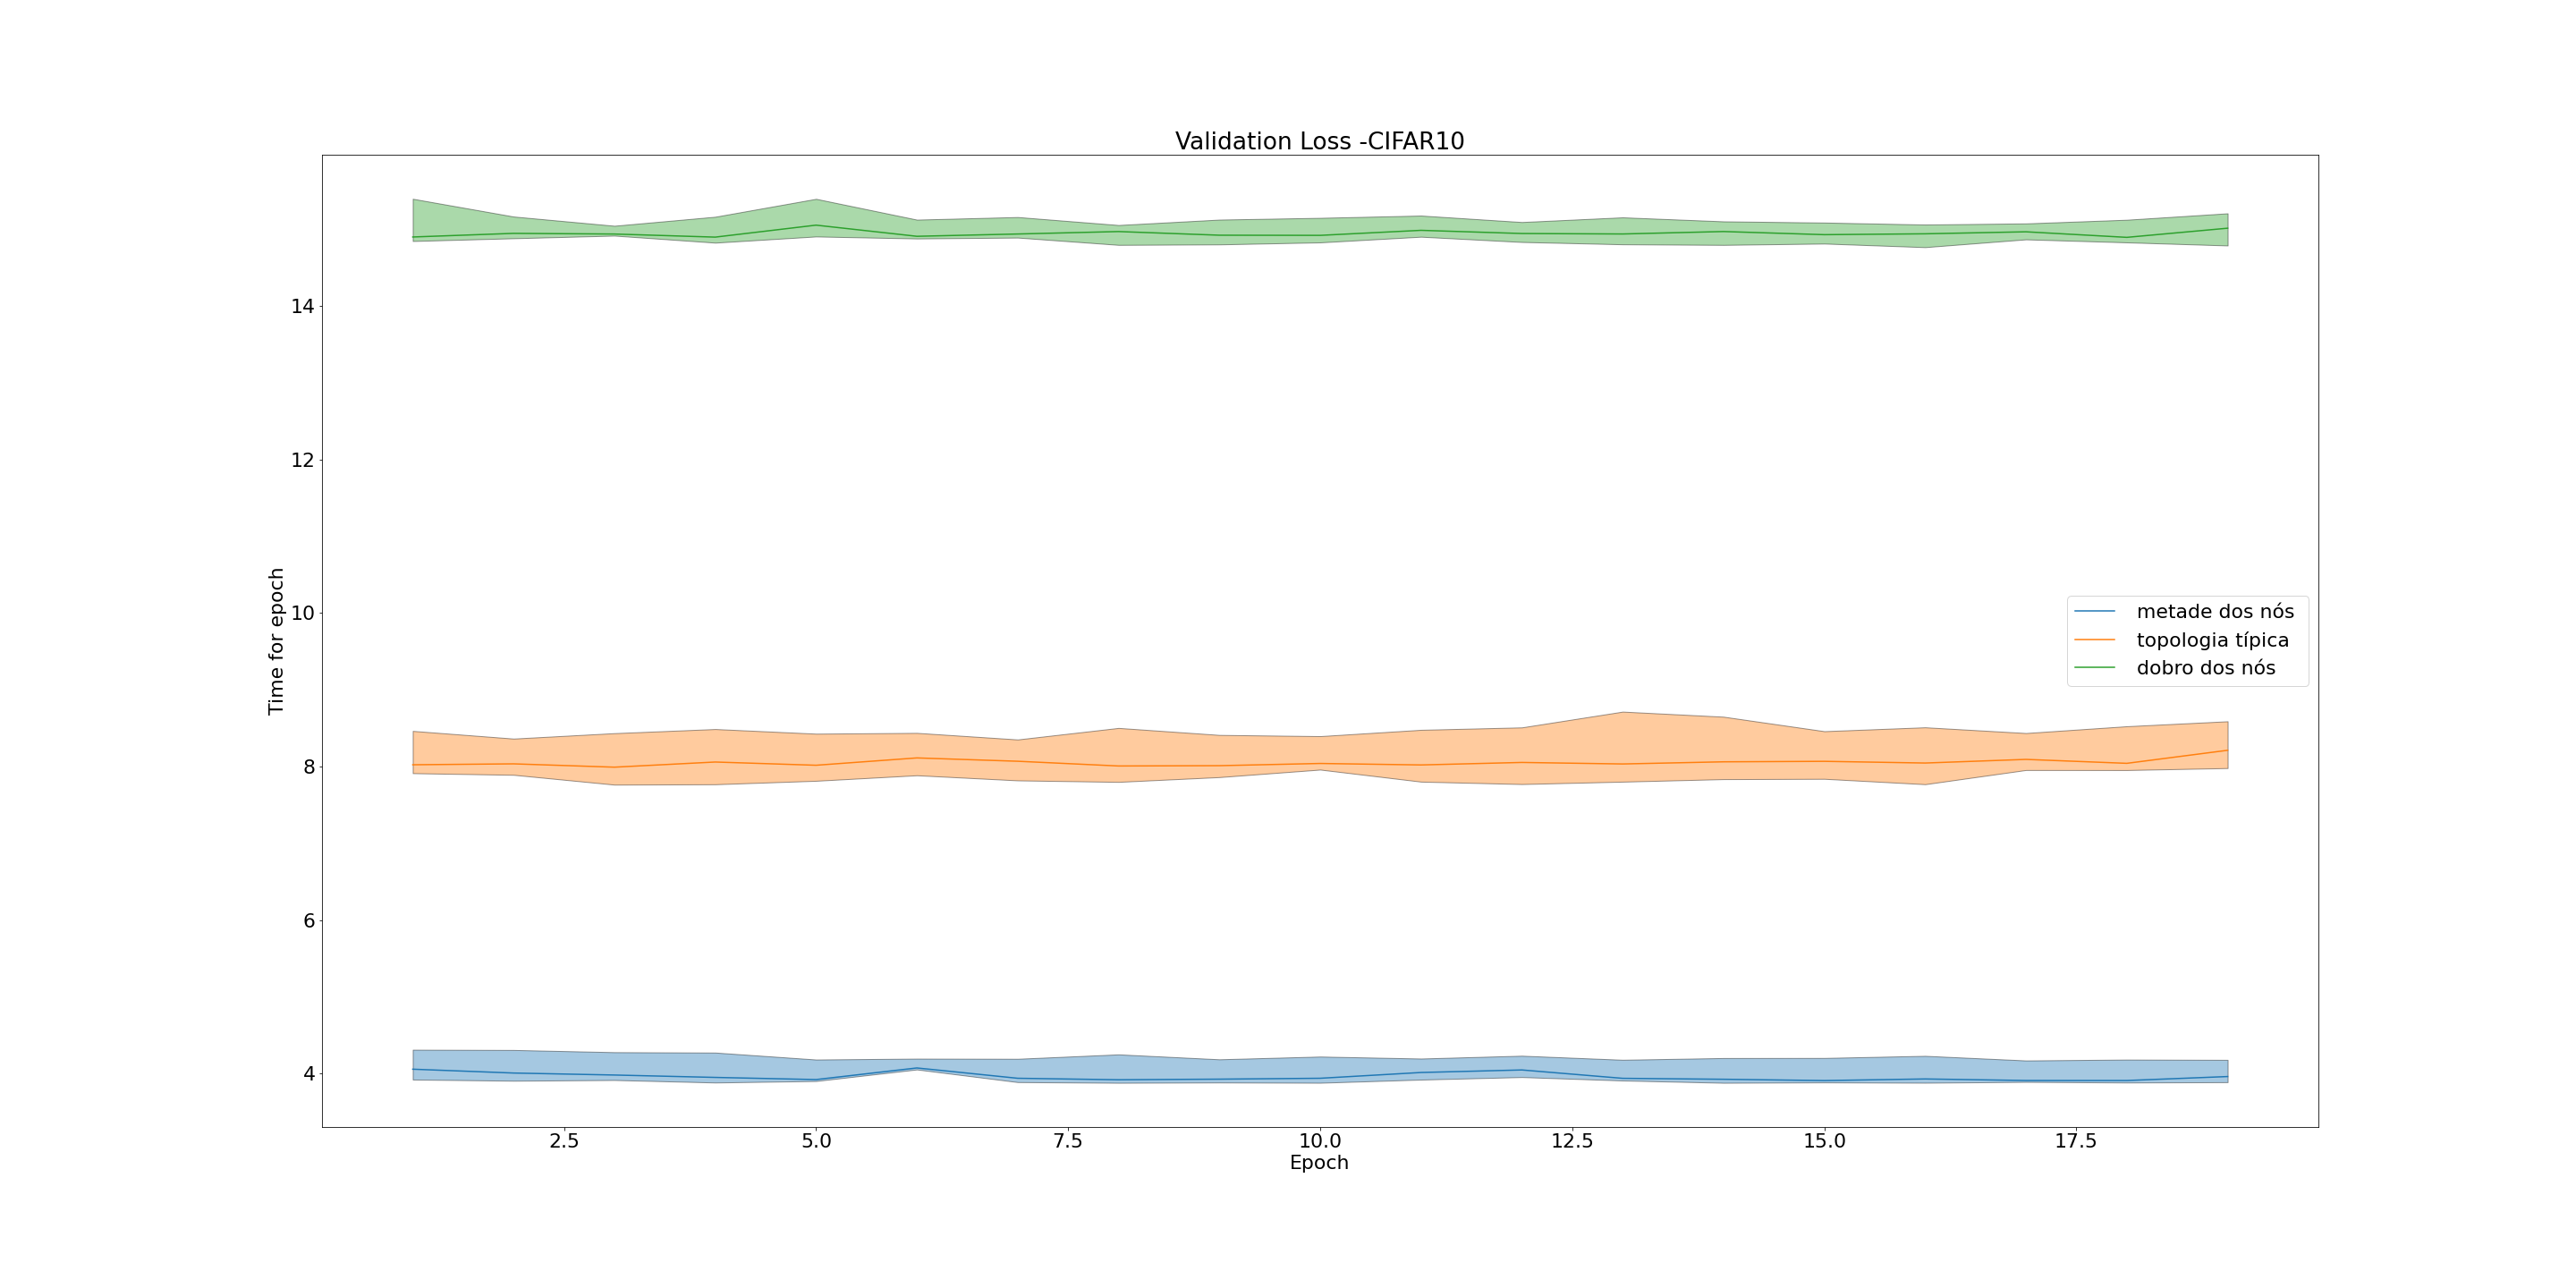 Validation Loss -CIFAR10
Time for epoch
14
12
10
8
6
4
metade dos nós
topologia típica
dobro dos nós
2.5 5.0 7.5 10.0 12.5 15.0 17.5
Epoch